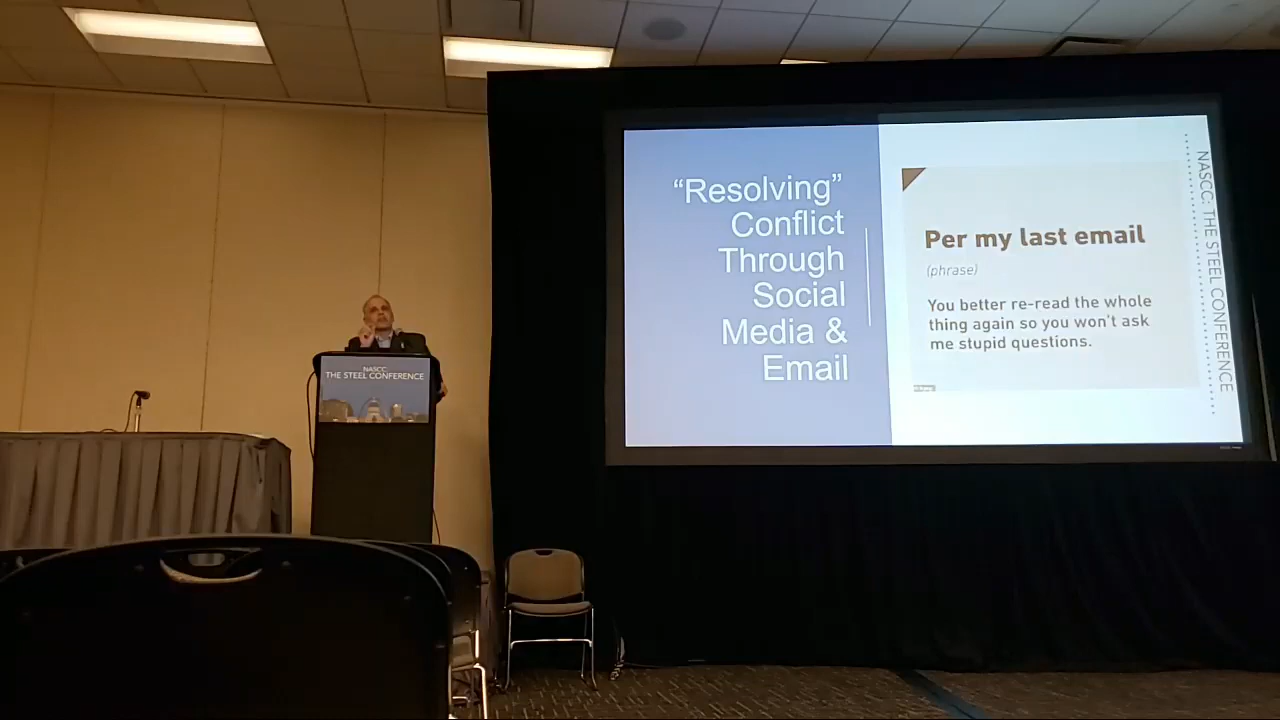 NASCC:
THE STEEL CONFERENCE
“Resolving”
Conflict
Through
Social
Media &
Email
Per my last email
(phrase)
You better re-read the whole
thing again so you won't ask
me stupid questions.
NASCC: THE STEEL CONFERENCE